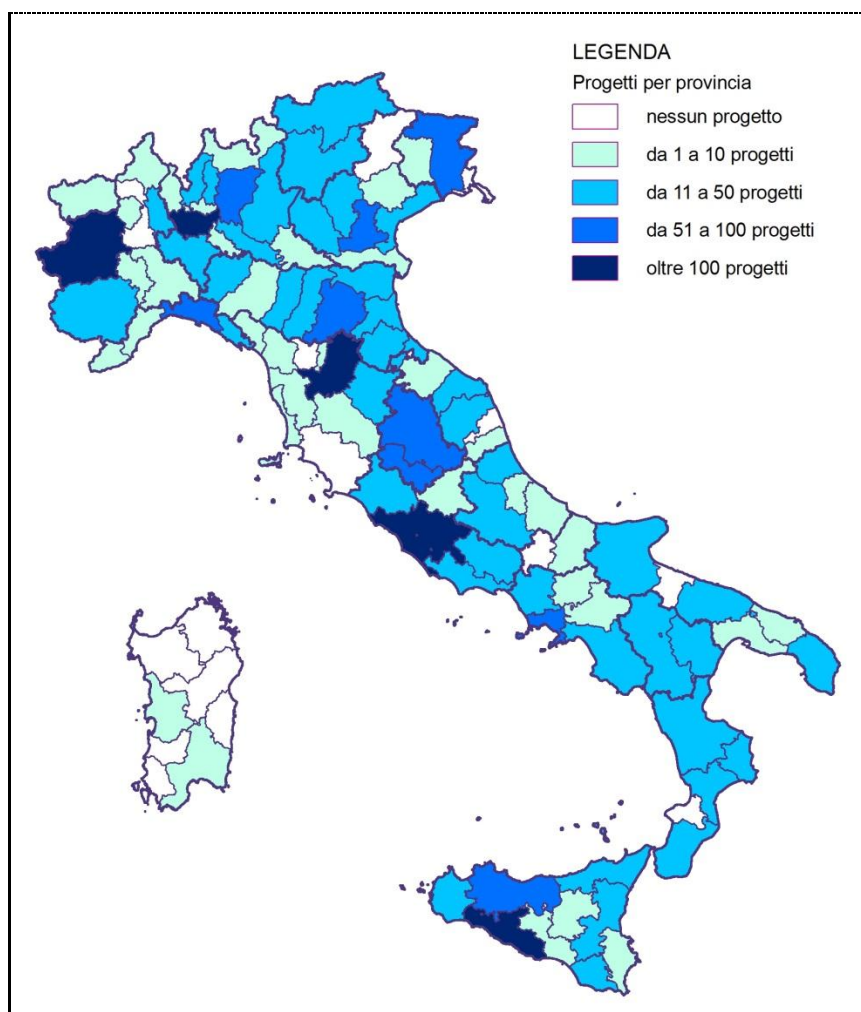 LEGENDA
Progetti per provincia
nessun progetto
da 1 a 10 progetti
da 11 a 50 progetti
da 51 a 100 progetti
oltre 100 progetti